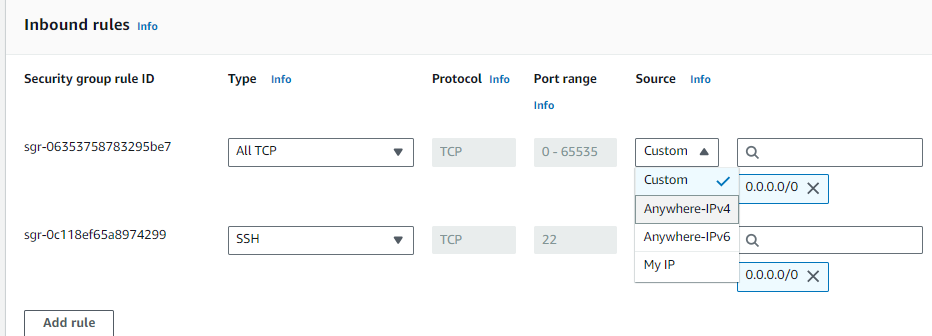 Inbound rules Info
Security group rule ID Type Info Protocol Info Port range Source Info
Info
sgr-06353758783295be7 All TCP TCP 0 - 65535 Custom
Custom 0.0.0.0/0
Anywhere-IPv4
sgr-0c118ef65a8974299 SSH TCP 22 Anywhere-IPv6
My IP 0.0.0.0/0
Add rule